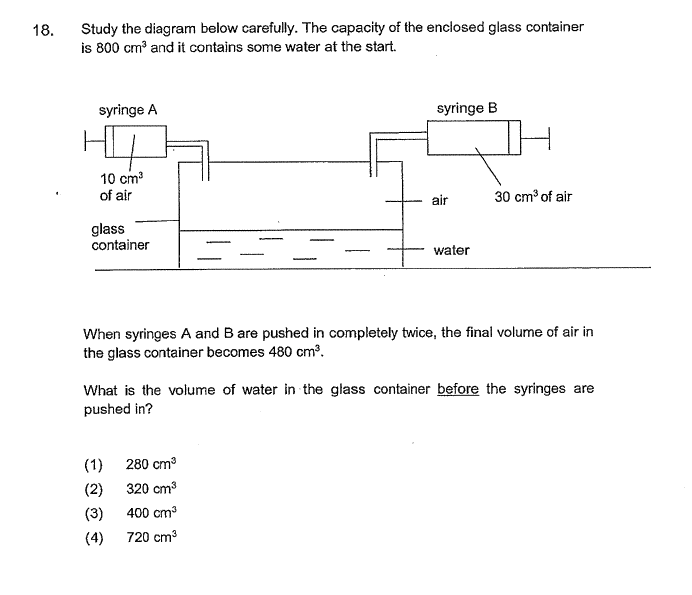 18. Study the diagram below carefully. The capacity of the enclosed glass container
is 800 cm³ and it contains some water at the start.
syringe A
syringe B
10 cm³
of air
air
30 cm³ of air
glass
container
water
When syringes A and B are pushed in completely twice, the final volume of air in
the glass container becomes 480 cm³.
What is the volume of water in the glass container before the syringes are
pushed in?
(1) 280 cm³
(2) 320 cm³
(3) 400 cm³
(4) 720 cm³